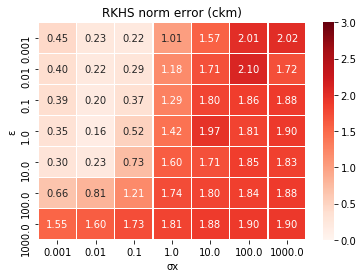 RKHS norm error (ckm)
0.001 0.45 0.23 0.22 1.01 1.57 2.01 2.02
0.01 0.40 0.22 0.29 1.18 1.71 2.10 1.72
0.1 0.39 0.20 0.37 1.29 1.80 1.86 1.88
1.0 0.35 0.16 0.52 1.42 1.97 1.81 1.90
10.0 0.30 0.23 0.73 1.60 1.71 1.85 1.83
100.0 0.66 0.81 1.21 1.74 1.80 1.84 1.88
1000.0 1.55 1.60 1.73 1.81 1.88 1.90 1.90
0.001 0.01 0.1 1.0 10.0 100.0 1000.0
σx
ε
3.0
2.5
2.0
1.5
1.0
0.5
0.0